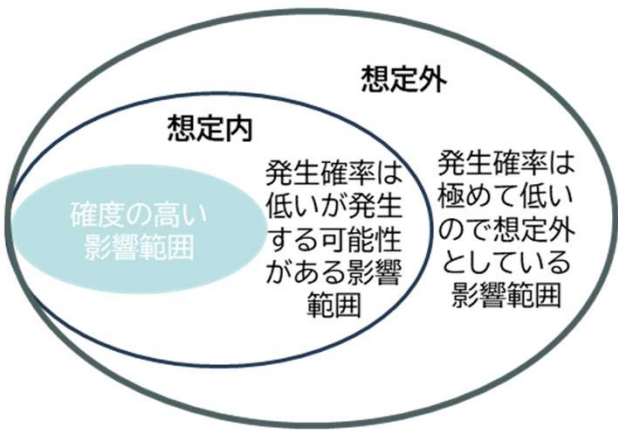 想定外
想定内
確度の高い
影響範囲
発生確率は
低いが発生
する可能性
がある影響
範囲
発生確率は
極めて低い
ので想定外
としている
影響範囲